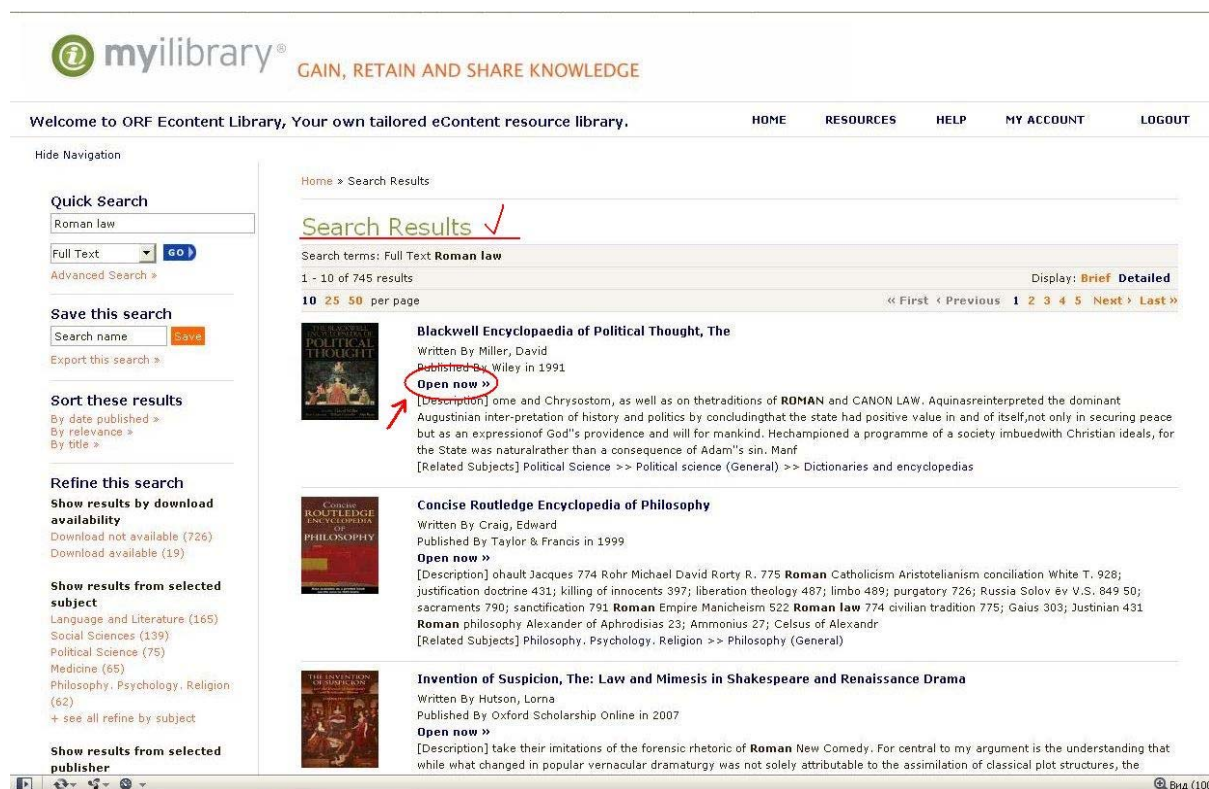 myilibrary®
GAIN, RETAIN AND SHARE KNOWLEDGE
Welcome to ORF Econtent Library, Your own tailored eContent resource library.
HOME RESOURCES HELP MY ACCOUNT LOGOUT
Hide Navigation
Quick Search
Roman law
Full Text GO
Advanced Search »
Save this search
Search name Save
Export this search »
Sort these results
By date published »
By relevance »
By title »
Refine this search
Show results by download
availability
Download not available (726)
Download available (19)
Show results from selected
subject
Language and Literature (165)
Social Sciences (139)
Political Science (75)
Medicine (65)
Philosophy. Psychology. Religion
(62)
+ see all refine by subject
Show results from selected
publisher
Home » Search Results
Search Results
Search terms: Full Text Roman law
1 - 10 of 745 results
Display: Brief Detailed
10 25 50 per page
« First ‹ Previous 1 2 3 4 5 Next › Last »
THE BLACKWELL
ENCYCLOPAEDIA OF
POLITICAL
THOUGHT
Blackwell Encyclopaedia of Political Thought, The
Written By Miller, David
Published By Wiley in 1991
Open now »
[Description] ome and Chrysostom, as well as on thetraditions of ROMAN and CANON LAW. Aquinasreinterpreted the dominant
Augustinian inter-pretation of history and politics by concludingthat the state had positive value in and of itself,not only in securing peace
but as an expressionof God"s providence and will for mankind. Hechampioned a programme of a society imbuedwith Christian ideals, for
the State was naturalrather than a consequence of Adam"s sin. Manf
[Related Subjects] Political Science >> Political science (General) >> Dictionaries and encyclopedias
Concise
ROUTLEDGE
ENCYCLOPEDIA
OF
PHILOSOPHY
Concise Routledge Encyclopedia of Philosophy
Written By Craig, Edward
Published By Taylor & Francis in 1999
Open now »
[Description] ohault Jacques 774 Rohr Michael David Rorty R. 775 Roman Catholicism Aristotelianism conciliation White T. 928;
justification doctrine 431; killing of innocents 397; liberation theology 487; limbo 489; purgatory 726; Russia Solov ëv V.S. 849 50;
sacraments 790; sanctification 791 Roman Empire Manicheism 522 Roman law 774 civilian tradition 775; Gaius 303; Justinian 431
Roman philosophy Alexander of Aphrodisias 23; Ammonius 27; Celsus of Alexandr
[Related Subjects] Philosophy. Psychology. Religion >> Philosophy (General)
THE INVENTION
OF SUSPICION
Invention of Suspicion, The: Law and Mimesis in Shakespeare and Renaissance Drama
Written By Hutson, Lorna
Published By Oxford Scholarship Online in 2007
Open now »
[Description] take their imitations of the forensic rhetoric of Roman New Comedy. For central to my argument is the understanding that
while what changed in popular vernacular dramaturgy was not solely attributable to the assimilation of classical plot structures, the
Вид (100